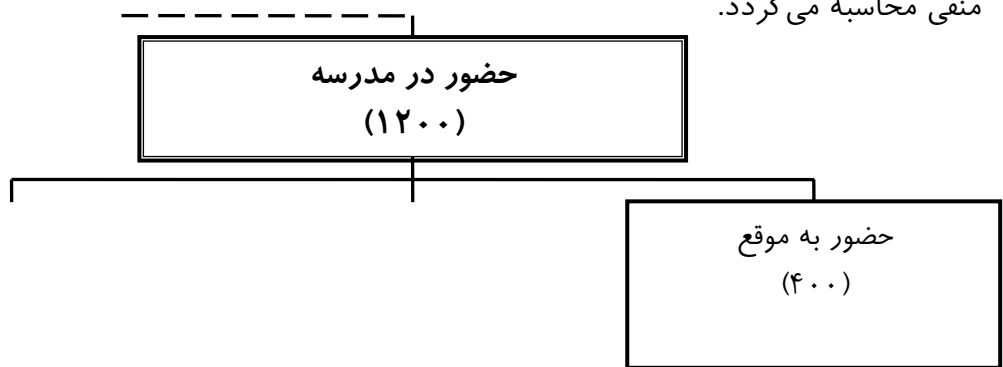 منفی محاسبه می‌گردد.
حضور در مدرسه
(۱۲۰۰)
حضور به موقع
(۴۰۰)